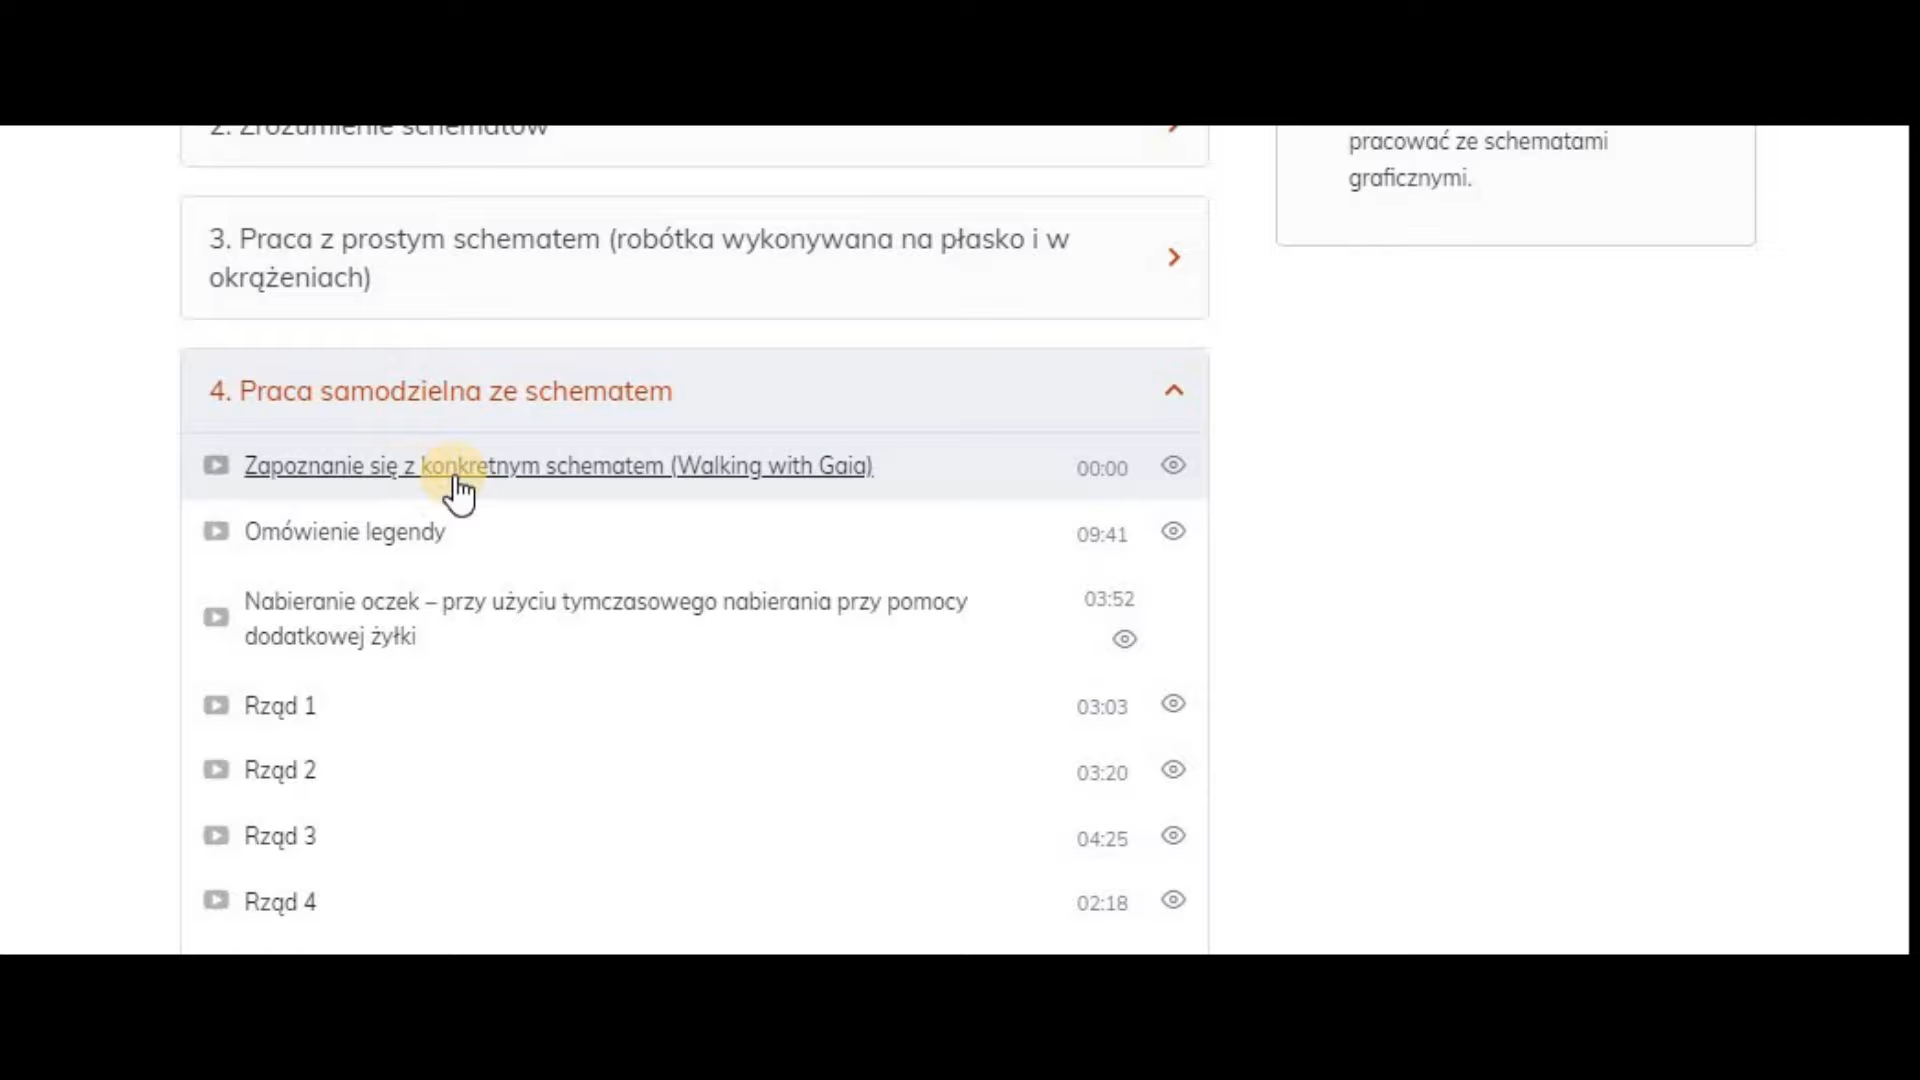 2. Zrozumienie schematów
pracować ze schematami
graficznymi.
3. Praca z prostym schematem (robótka wykonywana na płasko i w
okrążeniach)
4. Praca samodzielna ze schematem
Zapoznanie się z konkretnym schematem (Walking with Gaia) 00:00
Omówienie legendy 09:41
Nabieranie oczek – przy użyciu tymczasowego nabierania przy pomocy 03:52
dodatkowej żyłki
Rząd 1 03:03
Rząd 2 03:20
Rząd 3 04:25
Rząd 4 02:18